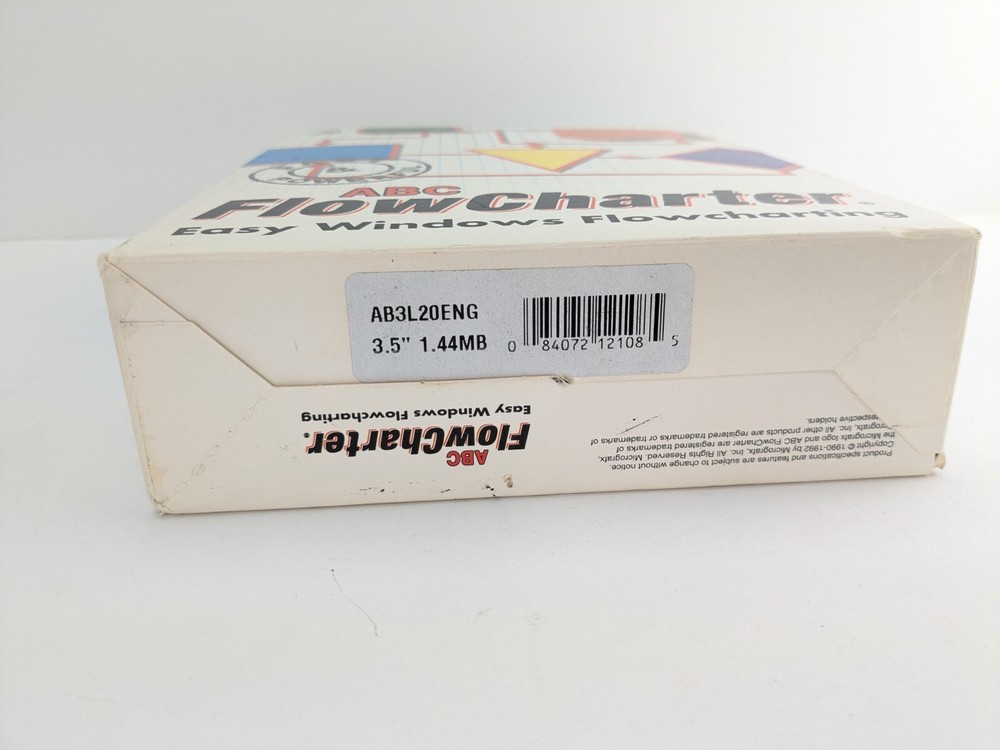 ABC
FlowCharter®
Easy Windows Flowcharting
AB3L20ENG
3.5" 1.44MB
0 84072 12108 5
ABC
FlowCharter.
Easy Windows Flowcharting
Product specifications and features are subject to change without notice.
Copyright © 1990-1992 by Micrografx, Inc. All Rights Reserved. Micrografx,
the Micrografx logo and ABC FlowCharter are registered trademarks of
Inc. All other products are registered trademarks or trademarks of
respective holders.